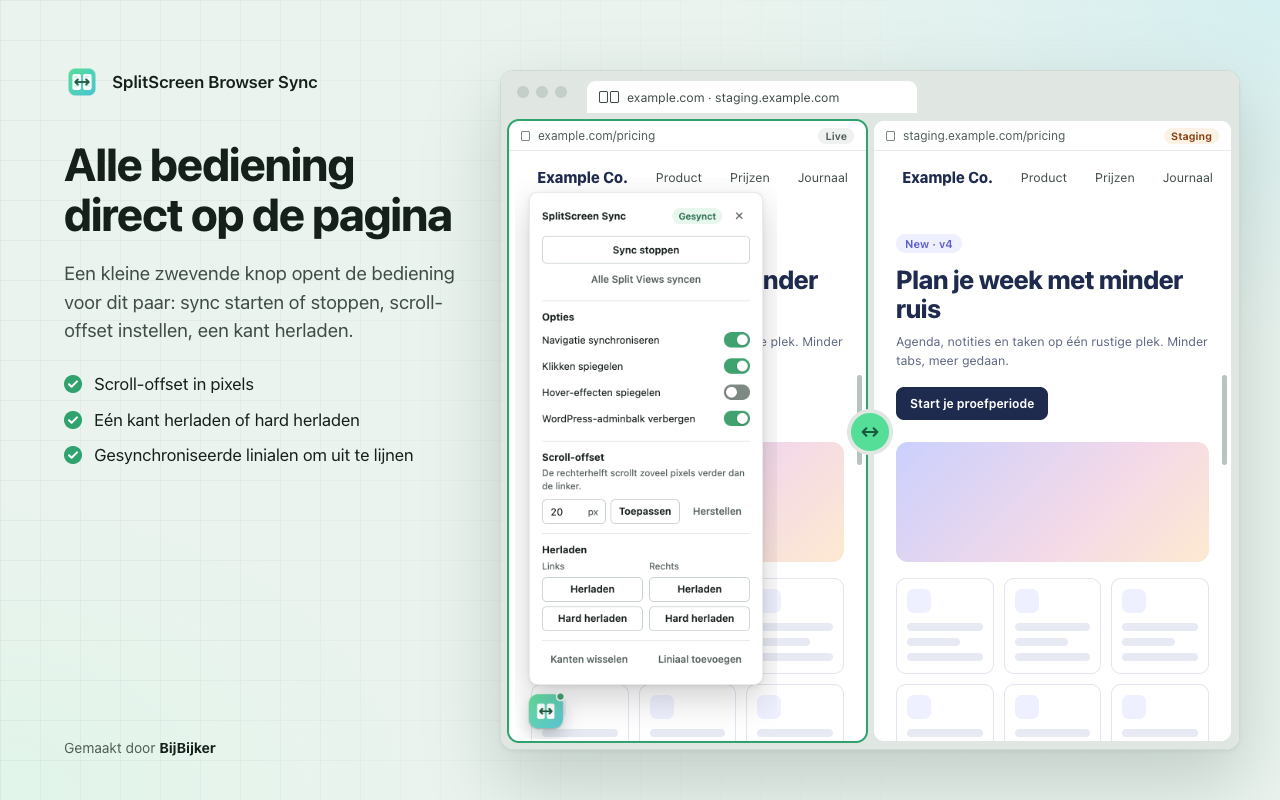 SplitScreen Browser Sync
Alle bediening
direct op de pagina
Een kleine zwevende knop opent de bediening
voor dit paar: sync starten of stoppen, scroll-
offset instellen, een kant herladen.
Scroll-offset in pixels
Eén kant herladen of hard herladen
Gesynchroniseerde linialen om uit te lijnen
Gemaakt door BijBijker
example.com · staging.example.com
example.com/pricing
Live
Example Co.
Product
Prijzen
Journaal
SplitScreen Sync
Gesynct
×
Sync stoppen
Alle Split Views syncen
Opties
Navigatie synchroniseren
Klikken spiegelen
Hover-effecten spiegelen
WordPress-adminbalk verbergen
Scroll-offset
De rechterhelft scrollt zoveel pixels verder dan
de linker.
20 px
Toepassen
Herstellen
Herladen
Links
Rechts
Herladen
Herladen
Hard herladen
Hard herladen
Kanten wisselen
Liniaal toevoegen
nder
plek. Minder
staging.example.com/pricing
Staging
Example Co.
Product
Prijzen
Journaal
New · v4
Plan je week met minder
ruis
Agenda, notities en taken op één rustige plek. Minder
tabs, meer gedaan.
Start je proefperiode